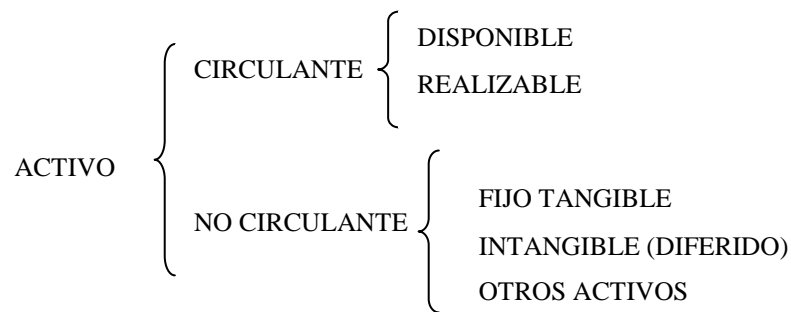 ACTIVO
CIRCULANTE
DISPONIBLE
REALIZABLE
NO CIRCULANTE
FIJO TANGIBLE
INTANGIBLE (DIFERIDO)
OTROS ACTIVOS